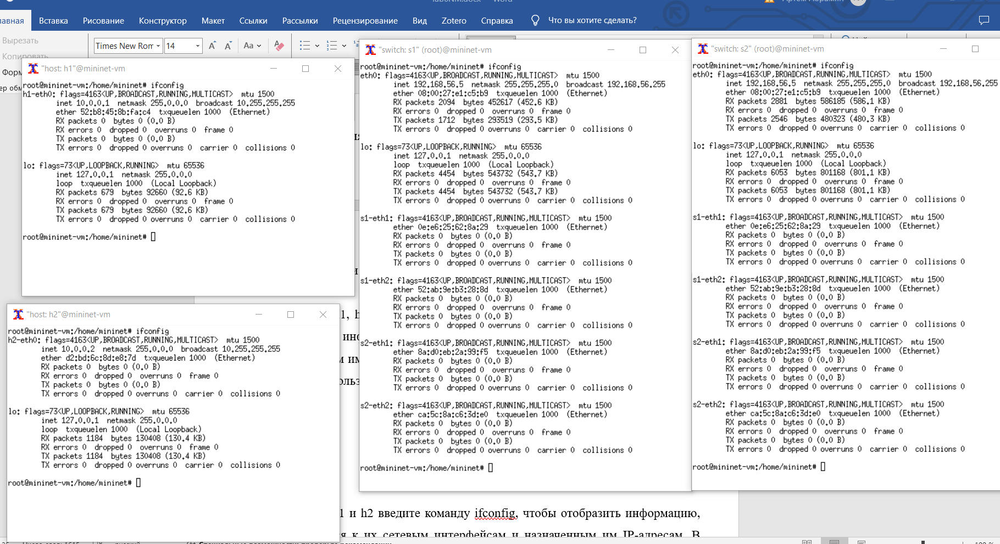 Вставка Рисование Конструктор Макет Ссылки Рассылки Рецензирование Вид Zotero Справка Что вы хотите сделать?
Вырезать
Копировать
Times New Rom 14 Aa
"host: h1"@mininet-vm
root@mininet-vm:/home/mininet# ifconfig
h1-eth0: flags=4163<UP,BROADCAST,RUNNING,MULTICAST> mtu 1500
inet 10.0.0.1 netmask 255.0.0.0 broadcast 10.255.255.255
ether 52:b8:45:8b:fa:c4 txqueuelen 1000 (Ethernet)
RX packets 0 bytes 0 (0.0 B)
RX errors 0 dropped 0 overruns 0 frame 0
TX packets 0 bytes 0 (0.0 B)
TX errors 0 dropped 0 overruns 0 carrier 0 collisions 0
lo: flags=73<UP,LOOPBACK,RUNNING> mtu 65536
inet 127.0.0.1 netmask 255.0.0.0
loop txqueuelen 1000 (Local Loopback)
RX packets 679 bytes 92660 (92.6 KB)
RX errors 0 dropped 0 overruns 0 frame 0
TX packets 679 bytes 92660 (92.6 KB)
TX errors 0 dropped 0 overruns 0 carrier 0 collisions 0
root@mininet-vm:/home/mininet#
"host: h2"@mininet-vm
root@mininet-vm:/home/mininet# ifconfig
h2-eth0: flags=4163<UP,BROADCAST,RUNNING,MULTICAST> mtu 1500
inet 10.0.0.2 netmask 255.0.0.0 broadcast 10.255.255.255
ether d2:bd:6c:8d:e8:7d txqueuelen 1000 (Ethernet)
RX packets 0 bytes 0 (0.0 B)
RX errors 0 dropped 0 overruns 0 frame 0
TX packets 0 bytes 0 (0.0 B)
TX errors 0 dropped 0 overruns 0 carrier 0 collisions 0
lo: flags=73<UP,LOOPBACK,RUNNING> mtu 65536
inet 127.0.0.1 netmask 255.0.0.0
loop txqueuelen 1000 (Local Loopback)
RX packets 1184 bytes 130408 (130.4 KB)
RX errors 0 dropped 0 overruns 0 frame 0
TX packets 1184 bytes 130408 (130.4 KB)
TX errors 0 dropped 0 overruns 0 carrier 0 collisions 0
root@mininet-vm:/home/mininet#
"switch: s1" (root)@mininet-vm
root@mininet-vm:/home/mininet# ifconfig
eth0: flags=4163<UP,BROADCAST,RUNNING,MULTICAST> mtu 1500
inet 192.168.56.5 netmask 255.255.255.0 broadcast 192.168.56.255
ether 08:00:27:e1:c5:b9 txqueuelen 1000 (Ethernet)
RX packets 2094 bytes 452617 (452.6 KB)
RX errors 0 dropped 0 overruns 0 frame 0
TX packets 1712 bytes 293519 (293.5 KB)
TX errors 0 dropped 0 overruns 0 carrier 0 collisions 0
lo: flags=73<UP,LOOPBACK,RUNNING> mtu 65536
inet 127.0.0.1 netmask 255.0.0.0
loop txqueuelen 1000 (Local Loopback)
RX packets 4454 bytes 543732 (543.7 KB)
RX errors 0 dropped 0 overruns 0 frame 0
TX packets 4454 bytes 543732 (543.7 KB)
TX errors 0 dropped 0 overruns 0 carrier 0 collisions 0
s1-eth1: flags=4163<UP,BROADCAST,RUNNING,MULTICAST> mtu 1500
ether 0e:e6:25:62:8a:29 txqueuelen 1000 (Ethernet)
RX packets 0 bytes 0 (0.0 B)
RX errors 0 dropped 0 overruns 0 frame 0
TX packets 0 bytes 0 (0.0 B)
TX errors 0 dropped 0 overruns 0 carrier 0 collisions 0
s1-eth2: flags=4163<UP,BROADCAST,RUNNING,MULTICAST> mtu 1500
ether 52:ab:9e:b3:28:8d txqueuelen 1000 (Ethernet)
RX packets 0 bytes 0 (0.0 B)
RX errors 0 dropped 0 overruns 0 frame 0
TX packets 0 bytes 0 (0.0 B)
TX errors 0 dropped 0 overruns 0 carrier 0 collisions 0
s2-eth1: flags=4163<UP,BROADCAST,RUNNING,MULTICAST> mtu 1500
ether 8a:d0:eb:2a:99:f5 txqueuelen 1000 (Ethernet)
RX packets 0 bytes 0 (0.0 B)
RX errors 0 dropped 0 overruns 0 frame 0
TX packets 0 bytes 0 (0.0 B)
TX errors 0 dropped 0 overruns 0 carrier 0 collisions 0
s2-eth2: flags=4163<UP,BROADCAST,RUNNING,MULTICAST> mtu 1500
ether ca:5c:8a:c6:3d:e0 txqueuelen 1000 (Ethernet)
RX packets 0 bytes 0 (0.0 B)
RX errors 0 dropped 0 overruns 0 frame 0
TX packets 0 bytes 0 (0.0 B)
TX errors 0 dropped 0 overruns 0 carrier 0 collisions 0
root@mininet-vm:/home/mininet#
"switch: s2" (root)@mininet-vm
root@mininet-vm:/home/mininet# ifconfig
eth0: flags=4163<UP,BROADCAST,RUNNING,MULTICAST> mtu 1500
inet 192.168.56.5 netmask 255.255.255.0 broadcast 192.168.56.255
ether 08:00:27:e1:c5:b9 txqueuelen 1000 (Ethernet)
RX packets 2881 bytes 586185 (586.1 KB)
RX errors 0 dropped 0 overruns 0 frame 0
TX packets 2546 bytes 480323 (480.3 KB)
TX errors 0 dropped 0 overruns 0 carrier 0 collisions 0
lo: flags=73<UP,LOOPBACK,RUNNING> mtu 65536
inet 127.0.0.1 netmask 255.0.0.0
loop txqueuelen 1000 (Local Loopback)
RX packets 6053 bytes 801168 (801.1 KB)
RX errors 0 dropped 0 overruns 0 frame 0
TX packets 6053 bytes 801168 (801.1 KB)
TX errors 0 dropped 0 overruns 0 carrier 0 collisions 0
s1-eth1: flags=4163<UP,BROADCAST,RUNNING,MULTICAST> mtu 1500
ether 0e:e6:25:62:8a:29 txqueuelen 1000 (Ethernet)
RX packets 0 bytes 0 (0.0 B)
RX errors 0 dropped 0 overruns 0 frame 0
TX packets 0 bytes 0 (0.0 B)
TX errors 0 dropped 0 overruns 0 carrier 0 collisions 0
s1-eth2: flags=4163<UP,BROADCAST,RUNNING,MULTICAST> mtu 1500
ether 52:ab:9e:b3:28:8d txqueuelen 1000 (Ethernet)
RX packets 0 bytes 0 (0.0 B)
RX errors 0 dropped 0 overruns 0 frame 0
TX packets 0 bytes 0 (0.0 B)
TX errors 0 dropped 0 overruns 0 carrier 0 collisions 0
s2-eth1: flags=4163<UP,BROADCAST,RUNNING,MULTICAST> mtu 1500
ether 8a:d0:eb:2a:99:f5 txqueuelen 1000 (Ethernet)
RX packets 0 bytes 0 (0.0 B)
RX errors 0 dropped 0 overruns 0 frame 0
TX packets 0 bytes 0 (0.0 B)
TX errors 0 dropped 0 overruns 0 carrier 0 collisions 0
s2-eth2: flags=4163<UP,BROADCAST,RUNNING,MULTICAST> mtu 1500
ether ca:5c:8a:c6:3d:e0 txqueuelen 1000 (Ethernet)
RX packets 0 bytes 0 (0.0 B)
RX errors 0 dropped 0 overruns 0 frame 0
TX packets 0 bytes 0 (0.0 B)
TX errors 0 dropped 0 overruns 0 carrier 0 collisions 0
root@mininet-vm:/home/mininet#
1 и h2 введите команду ifconfig, чтобы отобразить информацию,
я к их сетевым интерфейсам и назначенным им IP-адресам. В